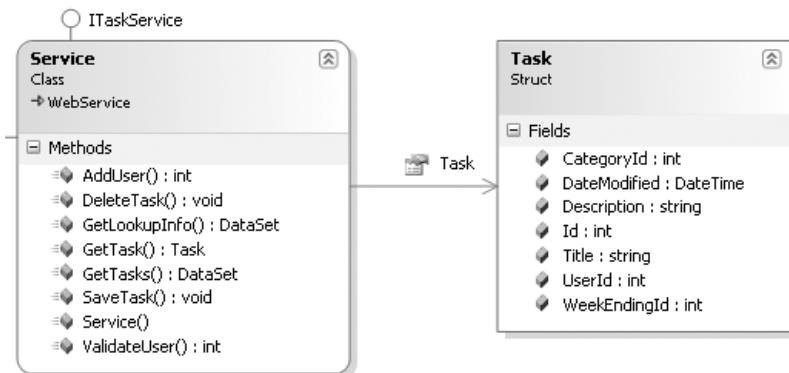 ITaskService
Service
Class
WebService
Methods
AddUser() : int
DeleteTask() : void
GetLookupInfo() : DataSet
GetTask() : Task
GetTasks() : DataSet
SaveTask() : void
Service()
ValidateUser() : int
Task
Task
Struct
Fields
CategoryId : int
DateModified : DateTime
Description : string
Id : int
Title : string
UserId : int
WeekEndingId : int